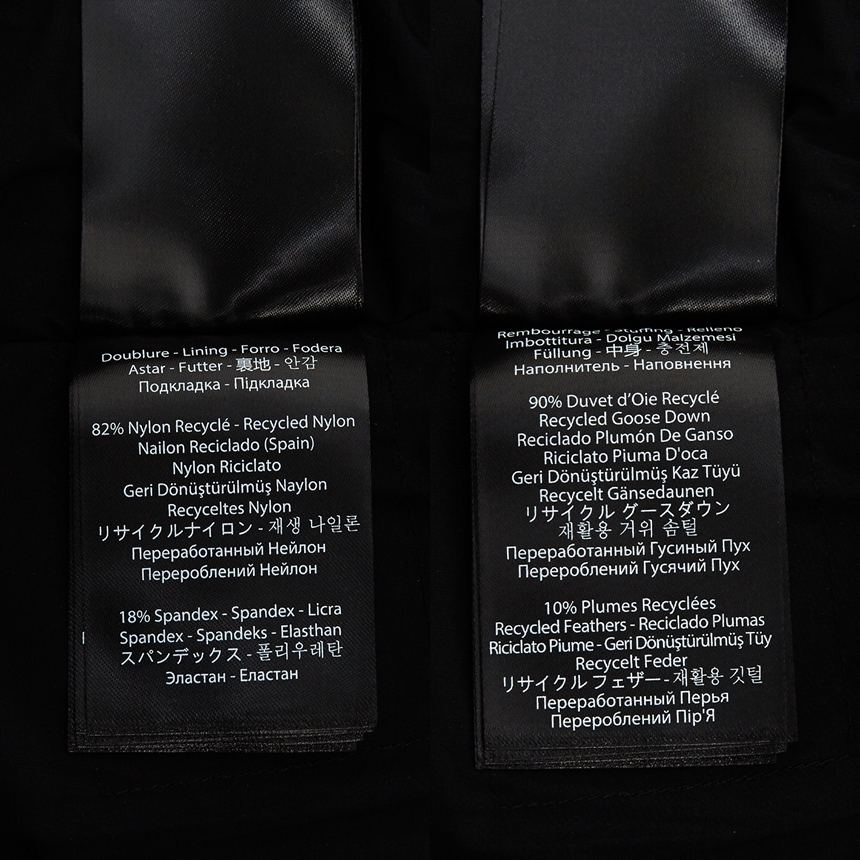 Doublure - Lining - Forro - Fodera
Astar - Futter - 裏地 - 안감
Подкладка - Підкладка
82% Nylon Recyclé - Recycled Nylon
Nailon Reciclado (Spain)
Nylon Riciclato
Geri Dönüştürülmüş Naylon
Recyceltes Nylon
リサイクルナイロン - 재생 나일론
Переработанный Нейлон
Перероблений Нейлон
18% Spandex - Spandex - Licra
Spandex - Spandeks - Elasthan
スパンデックス - 폴리우레탄
Эластан - Еластан
Rembourrage - Stuffing - Relleno
Imbottitura - Dolgu Malzemesi
Füllung - 中身 - 충전제
Наполнитель - Наповнення
90% Duvet d’Oie Recyclé
Recycled Goose Down
Reciclado Plumón De Ganso
Riciclato Piuma D'oca
Geri Dönüştürülmüş Kaz Tüyü
Recycelt Gänsedaunen
リサイクル グースダウン
재활용 거위 솜털
Переработанный Гусиный Пух
Перероблений Гусячий Пух
10% Plumes Recyclées
Recycled Feathers - Reciclado Plumas
Riciclato Piume - Geri Dönüştürülmüş Tüy
Recycelt Feder
リサイクル フェザー - 재활용 깃털
Переработанный Перья
Перероблений Пір'Я